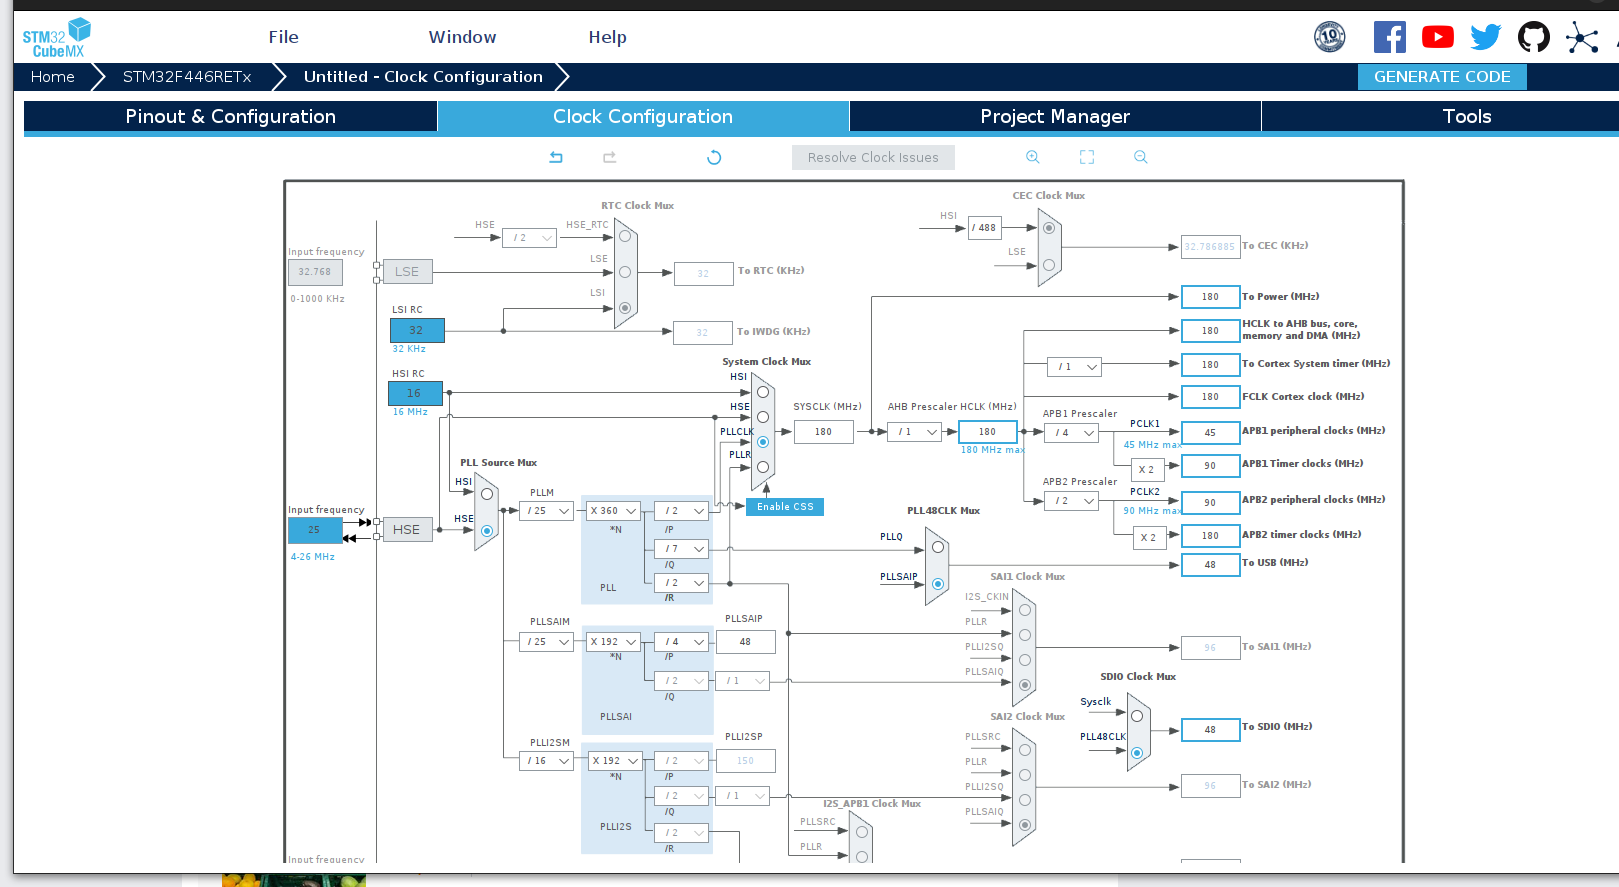 STM32
CubeMX
File
Window
Help
10
Home
STM32F446RETx
Untitled - Clock Configuration
GENERATE CODE
Pinout & Configuration
Clock Configuration
Project Manager
Tools
Resolve Clock Issues
RTC Clock Mux
CEC Clock Mux
HSE
/ 2
HSE_RTC
HSI
/ 488
Input frequency
32.768
0-1000 KHz
LSE
LSE
LSI
32
To RTC (KHz)
LSE
32.786885
To CEC (KHz)
180
To Power (MHz)
LSI RC
32
32 KHz
32
To IWDG (KHz)
180
HCLK to AHB bus, core,
memory and DMA (MHz)
System Clock Mux
/ 1
180
To Cortex System timer (MHz)
HSI RC
16
16 MHz
HSI
HSE
PLLCLK
PLLR
SYSCLK (MHz)
180
AHB Prescaler
/ 1
HCLK (MHz)
180
180 MHz max
180
FCLK Cortex clock (MHz)
APB1 Prescaler
/ 4
PCLK1
45 MHz max
45
APB1 peripheral clocks (MHz)
X 2
90
APB1 Timer clocks (MHz)
APB2 Prescaler
/ 2
PCLK2
90 MHz max
90
APB2 peripheral clocks (MHz)
X 2
180
APB2 timer clocks (MHz)
PLL Source Mux
HSI
HSE
Input frequency
25
4-26 MHz
HSE
PLLM
/ 25
X 360
*N
/ 2
/P
/ 7
/Q
/ 2
/R
PLL
Enable CSS
PLL48CLK Mux
PLLQ
PLLSAIP
48
To USB (MHz)
SAI1 Clock Mux
I2S_CKIN
PLLR
PLLI2SQ
PLLSAIQ
96
To SAI1 (MHz)
PLLSAIM
/ 25
X 192
*N
/ 4
/P
PLLSAIP
48
/ 2
/Q
/ 1
PLLSAI
SDIO Clock Mux
Sysclk
PLL48CLK
48
To SDIO (MHz)
SAI2 Clock Mux
PLLSRC
PLLR
PLLI2SQ
PLLSAIQ
96
To SAI2 (MHz)
PLLI2SM
/ 16
X 192
*N
/ 2
/P
PLLI2SP
150
/ 2
/Q
/ 1
PLLI2S
/ 2
/R
I2S_APB1 Clock Mux
PLLSRC
PLLR
Input frequency